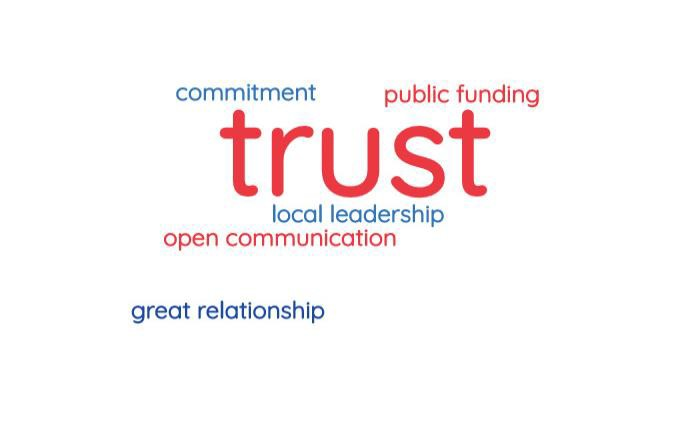 commitment
public funding
trust
local leadership
open communication
great relationship